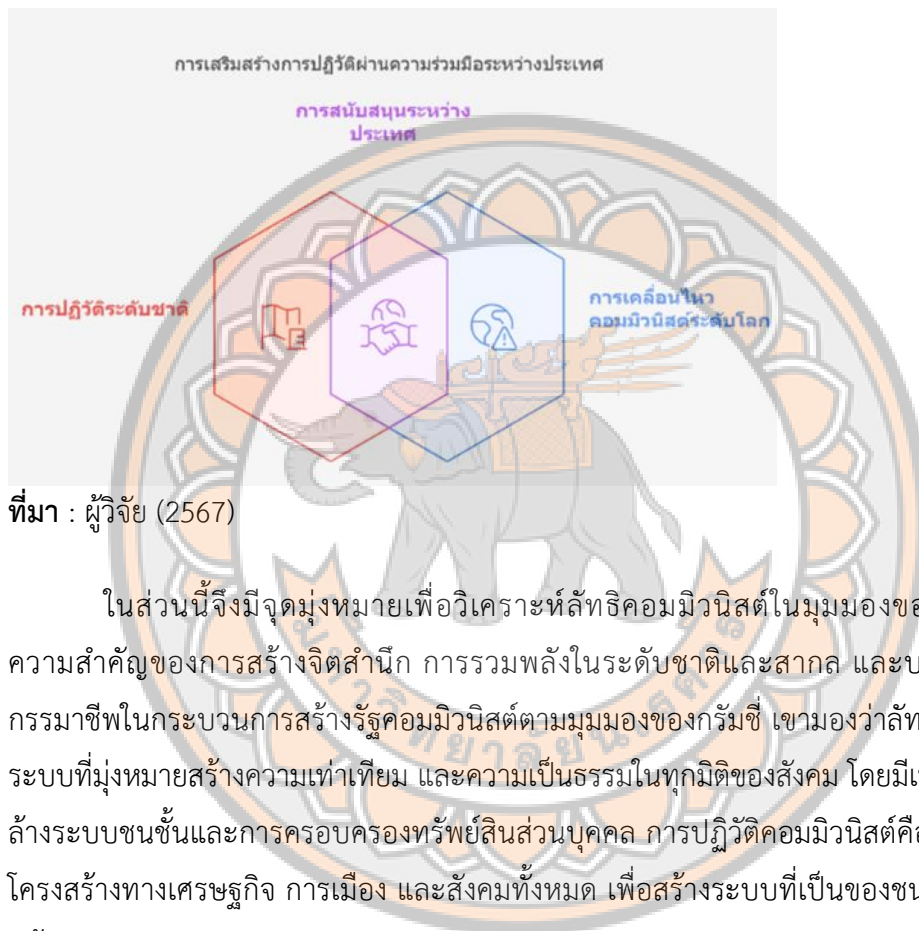 การเสริมสร้างการปฏิวัติผ่านความร่วมมือระหว่างประเทศ
การสนับสนุนระหว่าง
ประเทศ
การปฏิวัติระดับชาติ
การเคลื่อนไหว
คอมมิวนิสต์ระดับโลก
ที่มา : ผู้วิจัย (2567)
ในส่วนนี้จึงมีจุดมุ่งหมายเพื่อวิเคราะห์ลัทธิคอมมิวนิสต์ในมุมมองขอ
ความสำคัญของการสร้างจิตสำนึก การรวมพลังในระดับชาติและสากล และบ
กรรมาชีพในกระบวนการสร้างรัฐคอมมิวนิสต์ตามมุมมองของกรัมชี่ เขามองว่าลัท
ระบบที่มุ่งหมายสร้างความเท่าเทียม และความเป็นธรรมในทุกมิติของสังคม โดยมีเ
ล้างระบบชนชั้นและการครอบครองทรัพย์สินส่วนบุคคล การปฏิวัติคอมมิวนิสต์คือ
โครงสร้างทางเศรษฐกิจ การเมือง และสังคมทั้งหมด เพื่อสร้างระบบที่เป็นของชน
มหาวิทยาลัยนเรศวร